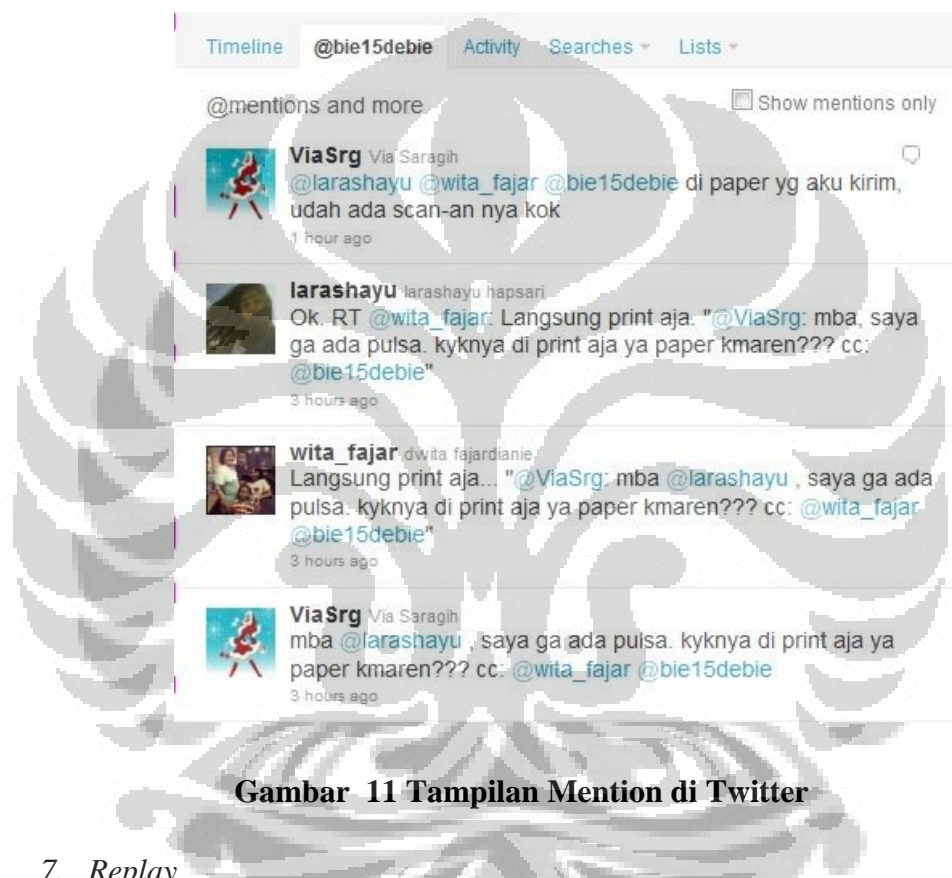 Timeline @bie15debie Activity Searches Lists
@mentions and more Show mentions only
ViaSrg Via Saragih
@larashayu @wita_fajar @bie15debie di paper yg aku kirim,
udah ada scan-an nya kok
1 hour ago
larashayu larashayu hapsari
Ok. RT @wita_fajar: Langsung print aja. "@ViaSrg: mba, saya
ga ada pulsa. kyknya di print aja ya paper kmaren??? cc:
@bie15debie"
3 hours ago
wita_fajar dwita fajardianie
Langsung print aja... "@ViaSrg: mba @larashayu , saya ga ada
pulsa. kyknya di print aja ya paper kmaren??? cc: @wita_fajar
@bie15debie"
3 hours ago
ViaSrg Via Saragih
mba @larashayu , saya ga ada pulsa. kyknya di print aja ya
paper kmaren??? cc: @wita_fajar @bie15debie
3 hours ago
Gambar 11 Tampilan Mention di Twitter
7. Replay